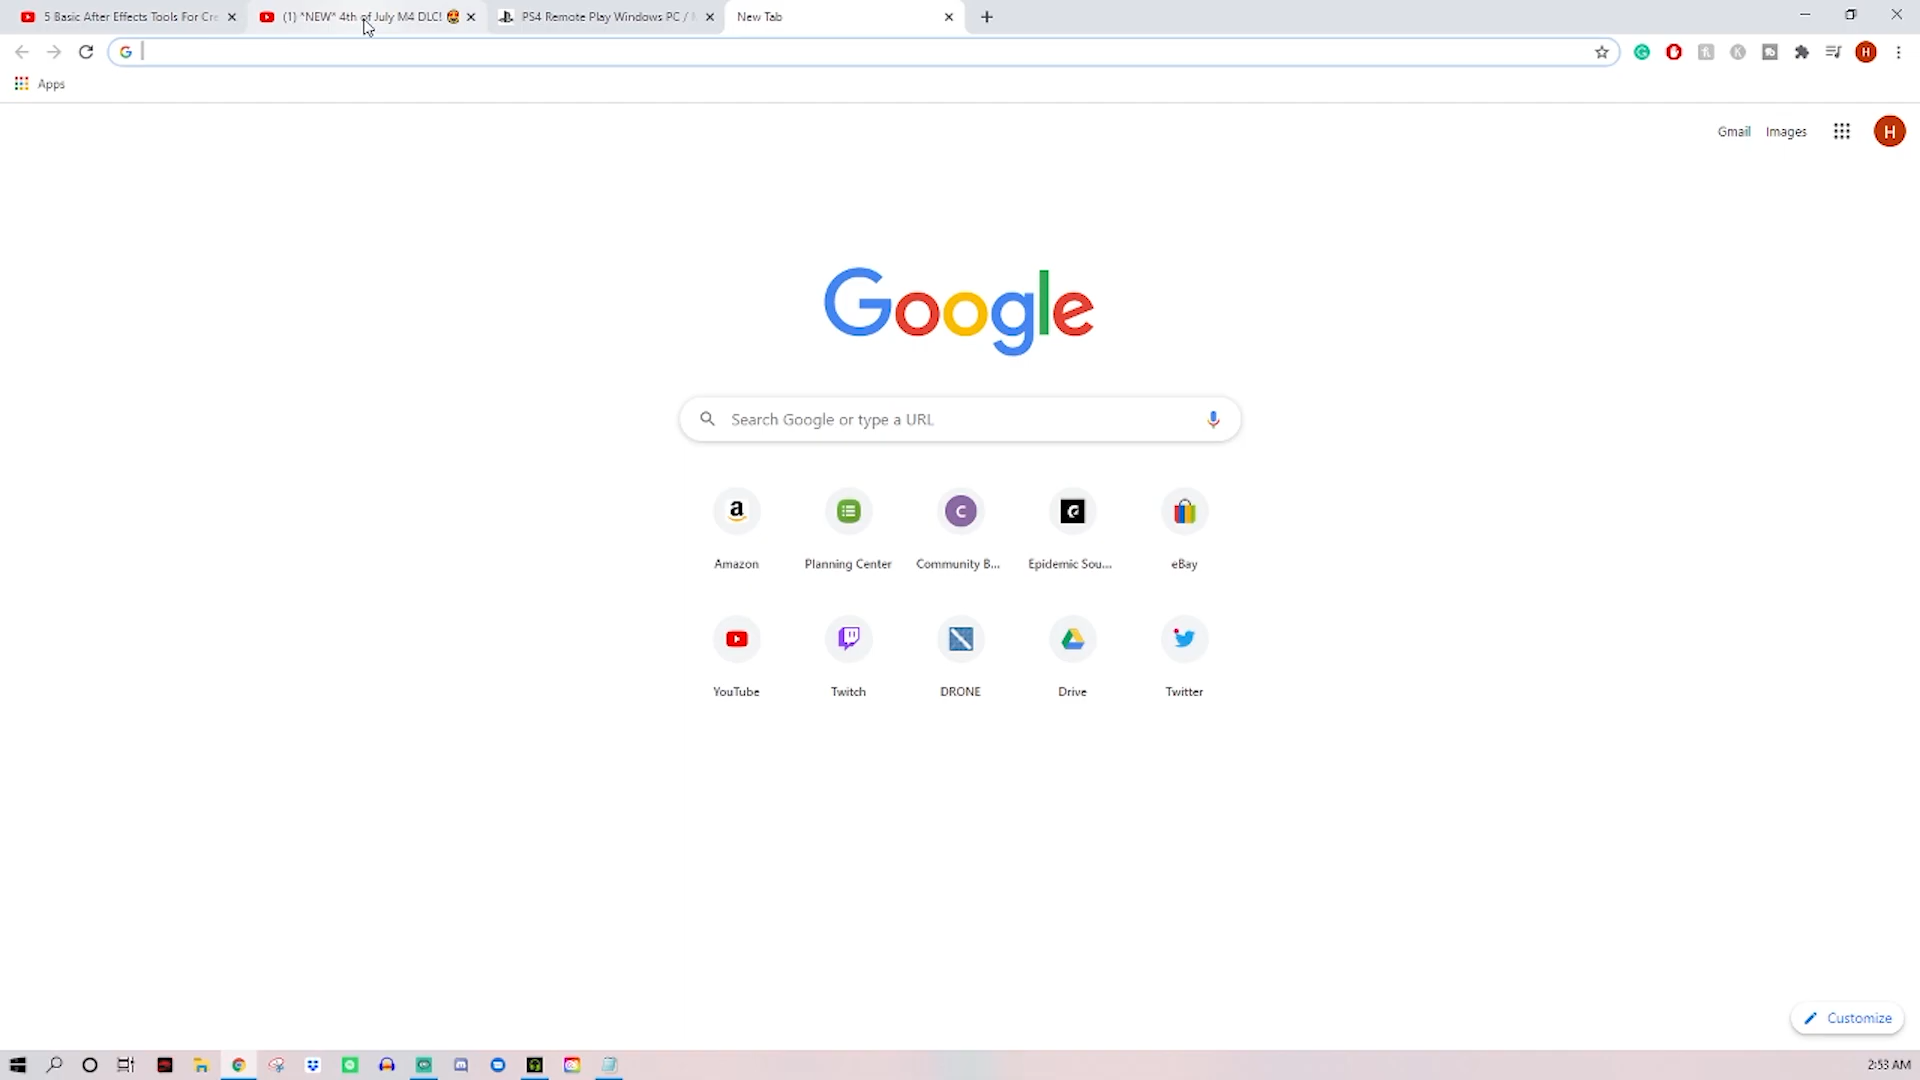 5 Basic After Effects Tools For Cre
(1) *NEW* 4th of July M4 DLC!
PS4 Remote Play Windows PC /
New Tab
Apps
Gmail
Images
H
Google
Search Google or type a URL
Amazon
Planning Center
Community B...
Epidemic Sou...
eBay
YouTube
Twitch
DRONE
Drive
Twitter
Customize
2:53 AM